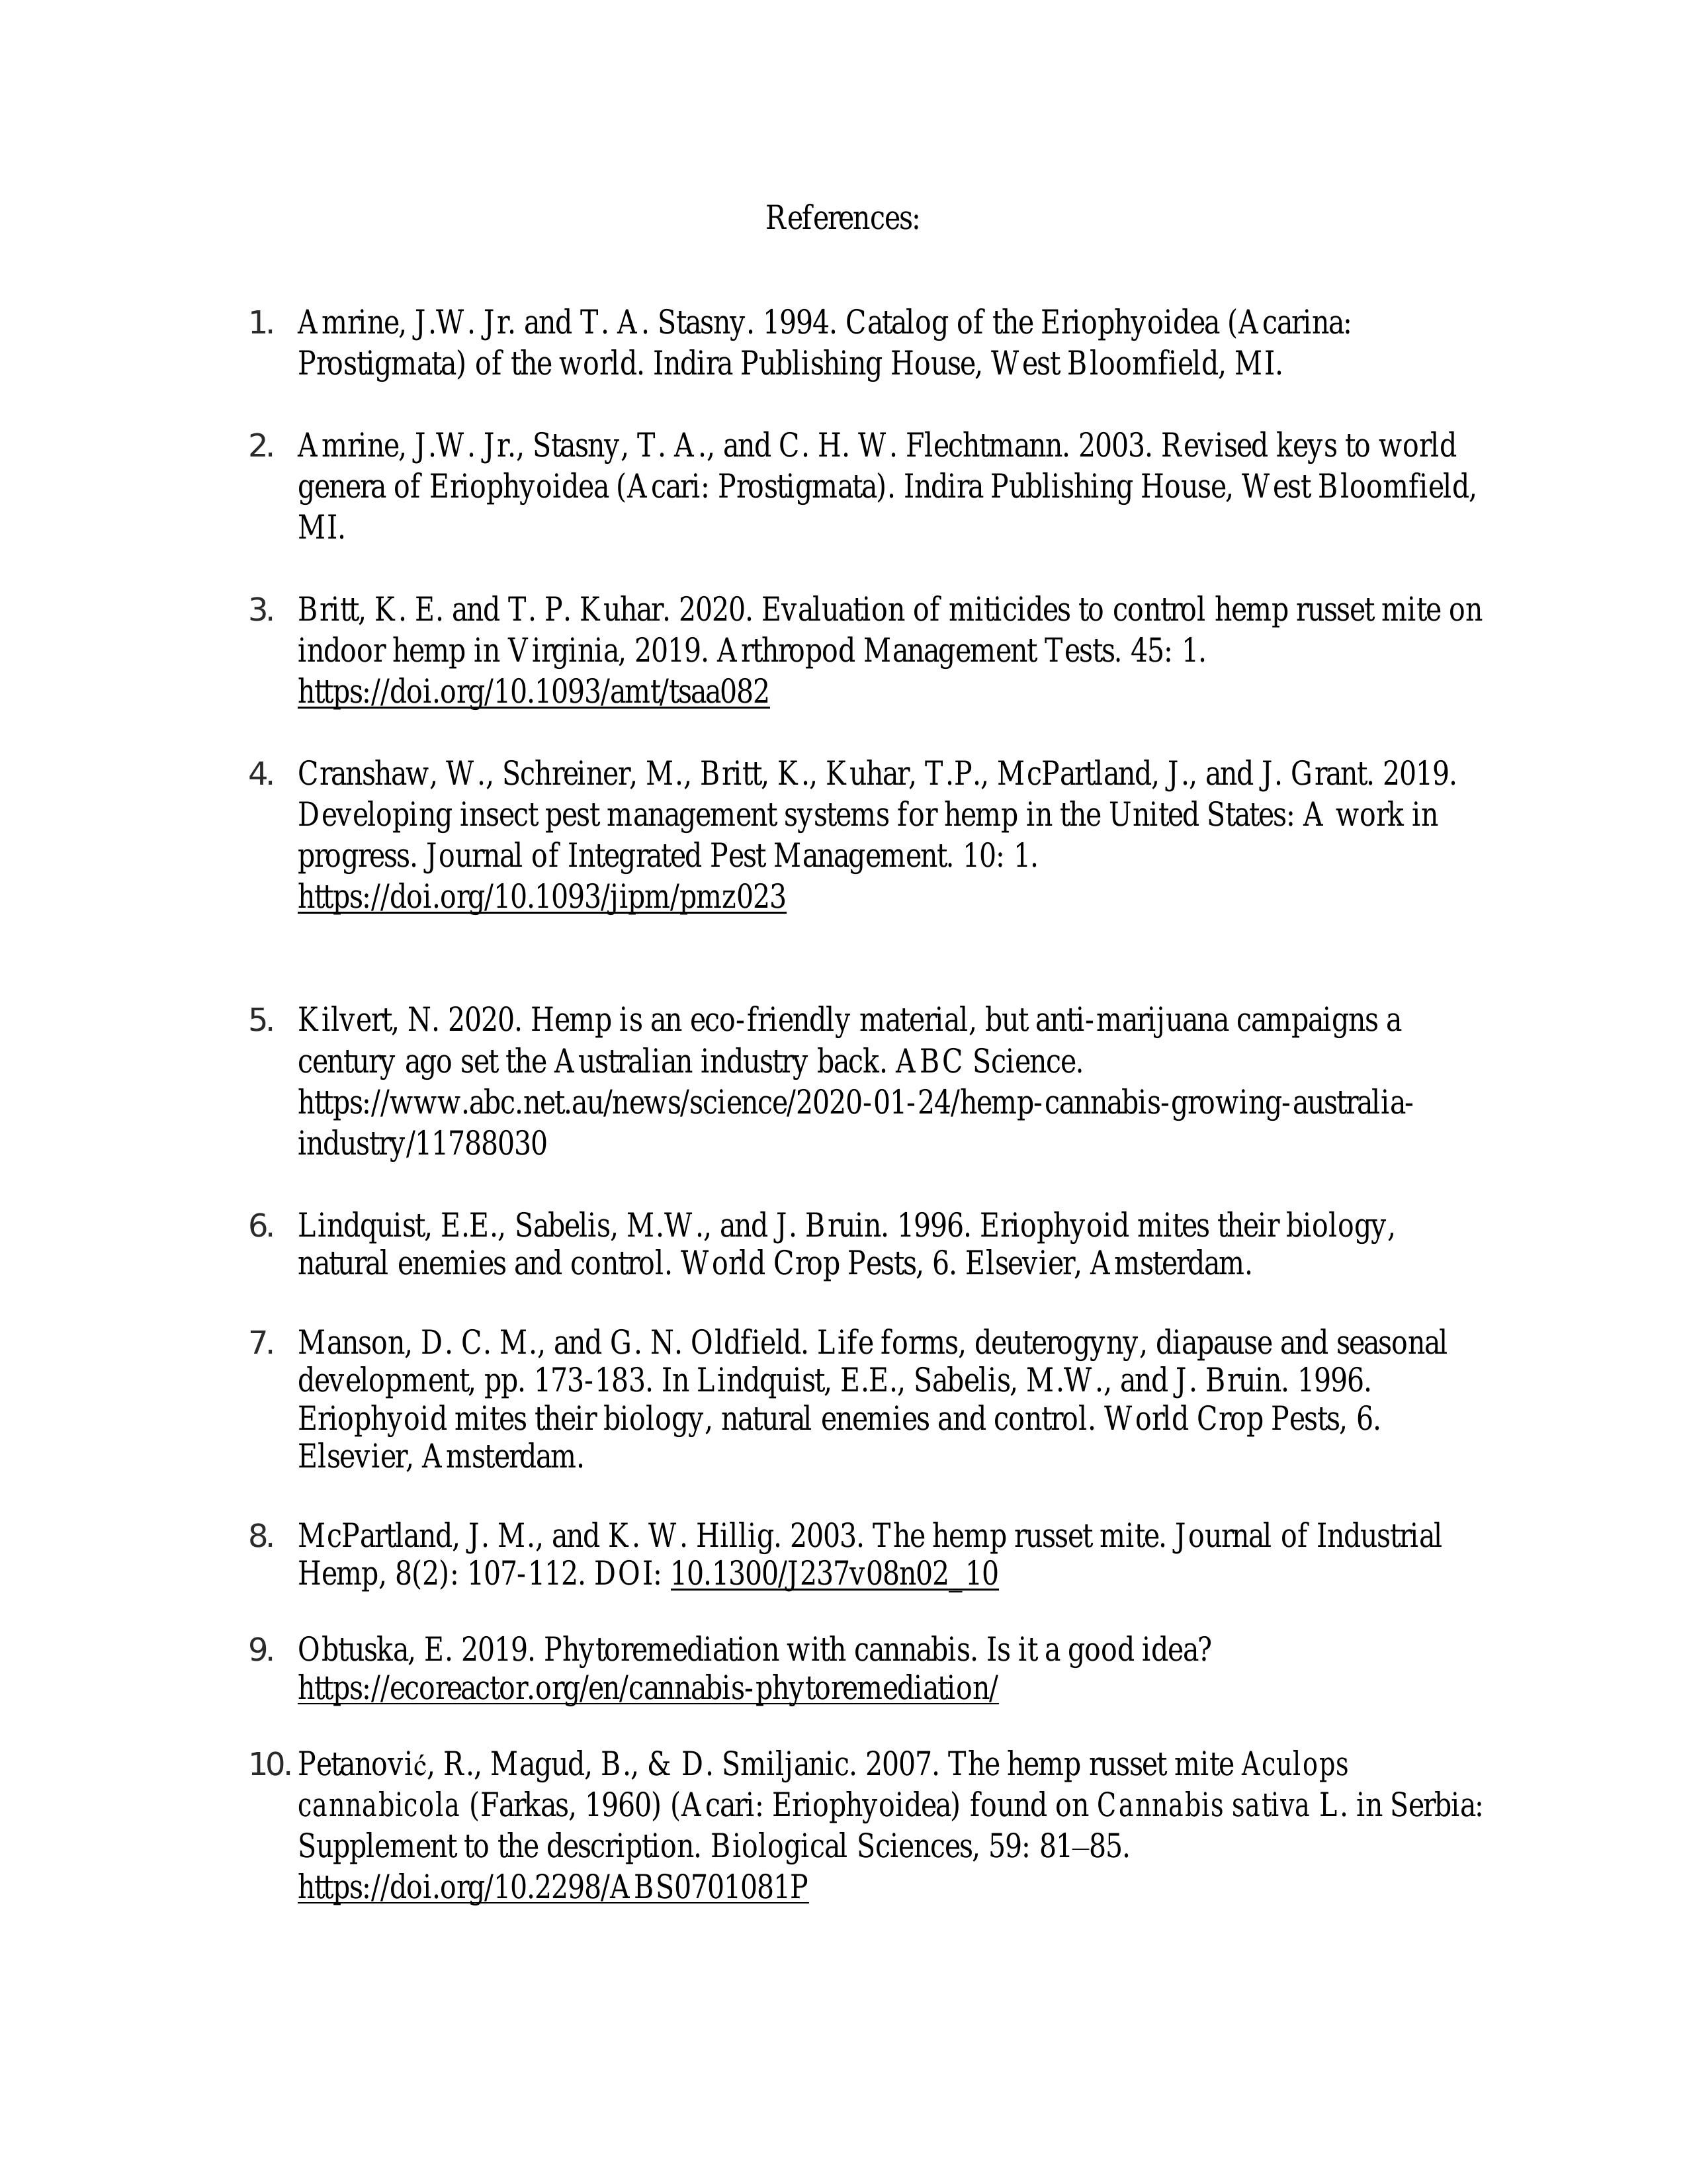 References:
1. Amrine, J.W. Jr. and T. A. Stasny. 1994. Catalog of the Eriophyoidea (Acarina:
Prostigmata) of the world. Indira Publishing House, West Bloomfield, MI.
2. Amrine, J.W. Jr., Stasny, T. A., and C. H. W. Flechtmann. 2003. Revised keys to world
genera of Eriophyoidea (Acari: Prostigmata). Indira Publishing House, West Bloomfield,
MI.
3. Britt, K. E. and T. P. Kuhar. 2020. Evaluation of miticides to control hemp russet mite on
indoor hemp in Virginia, 2019. Arthropod Management Tests. 45: 1.
https://doi.org/10.1093/amt/tsaa082
4. Cranshaw, W., Schreiner, M., Britt, K., Kuhar, T.P., McPartland, J., and J. Grant. 2019.
Developing insect pest management systems for hemp in the United States: A work in
progress. Journal of Integrated Pest Management. 10: 1.
https://doi.org/10.1093/jipm/pmz023
5. Kilvert, N. 2020. Hemp is an eco-friendly material, but anti-marijuana campaigns a
century ago set the Australian industry back. ABC Science.
https://www.abc.net.au/news/science/2020-01-24/hemp-cannabis-growing-australia-
industry/11788030
6. Lindquist, E.E., Sabelis, M.W., and J. Bruin. 1996. Eriophyoid mites their biology,
natural enemies and control. World Crop Pests, 6. Elsevier, Amsterdam.
7. Manson, D. C. M., and G. N. Oldfield. Life forms, deuterogyny, diapause and seasonal
development, pp. 173-183. In Lindquist, E.E., Sabelis, M.W., and J. Bruin. 1996.
Eriophyoid mites their biology, natural enemies and control. World Crop Pests, 6.
Elsevier, Amsterdam.
8. McPartland, J. M., and K. W. Hillig. 2003. The hemp russet mite. Journal of Industrial
Hemp, 8(2): 107-112. DOI: 10.1300/J237v08n02_10
9. Obtuska, E. 2019. Phytoremediation with cannabis. Is it a good idea?
https://ecoreactor.org/en/cannabis-phytoremediation/
10. Petanović, R., Magud, B., & D. Smiljanic. 2007. The hemp russet mite Aculops
cannabicola (Farkas, 1960) (Acari: Eriophyoidea) found on Cannabis sativa L. in Serbia:
Supplement to the description. Biological Sciences, 59: 81–85.
https://doi.org/10.2298/ABS0701081P